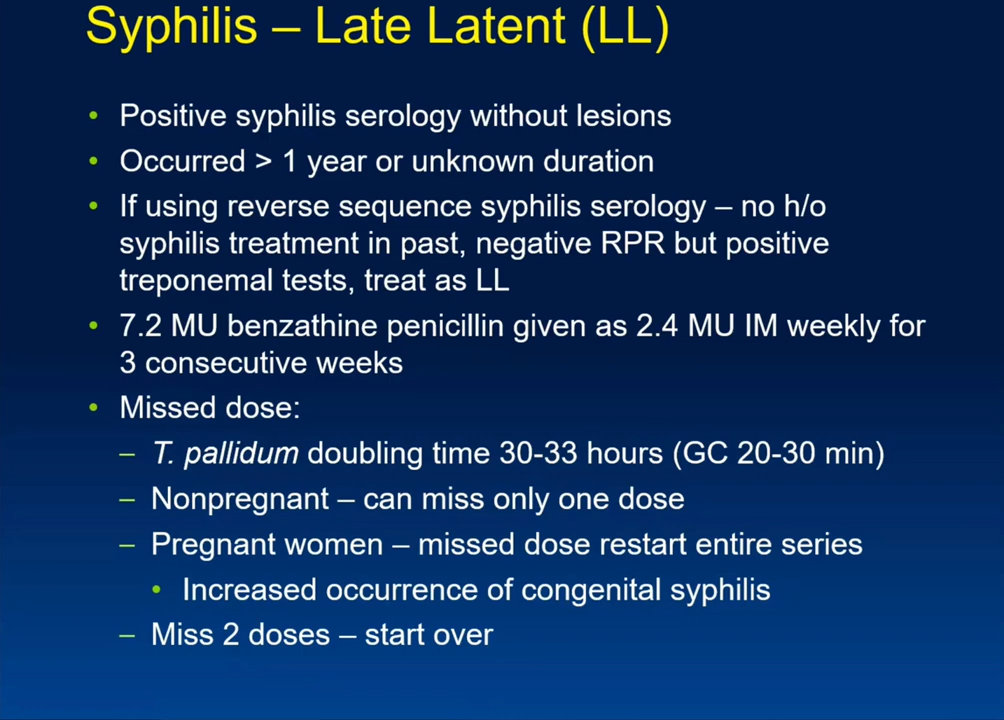 Syphilis – Late Latent (LL)
• Positive syphilis serology without lesions
• Occurred > 1 year or unknown duration
• If using reverse sequence syphilis serology – no h/o
syphilis treatment in past, negative RPR but positive
treponemal tests, treat as LL
• 7.2 MU benzathine penicillin given as 2.4 MU IM weekly for
3 consecutive weeks
• Missed dose:
– T. pallidum doubling time 30-33 hours (GC 20-30 min)
– Nonpregnant – can miss only one dose
– Pregnant women – missed dose restart entire series
• Increased occurrence of congenital syphilis
– Miss 2 doses – start over